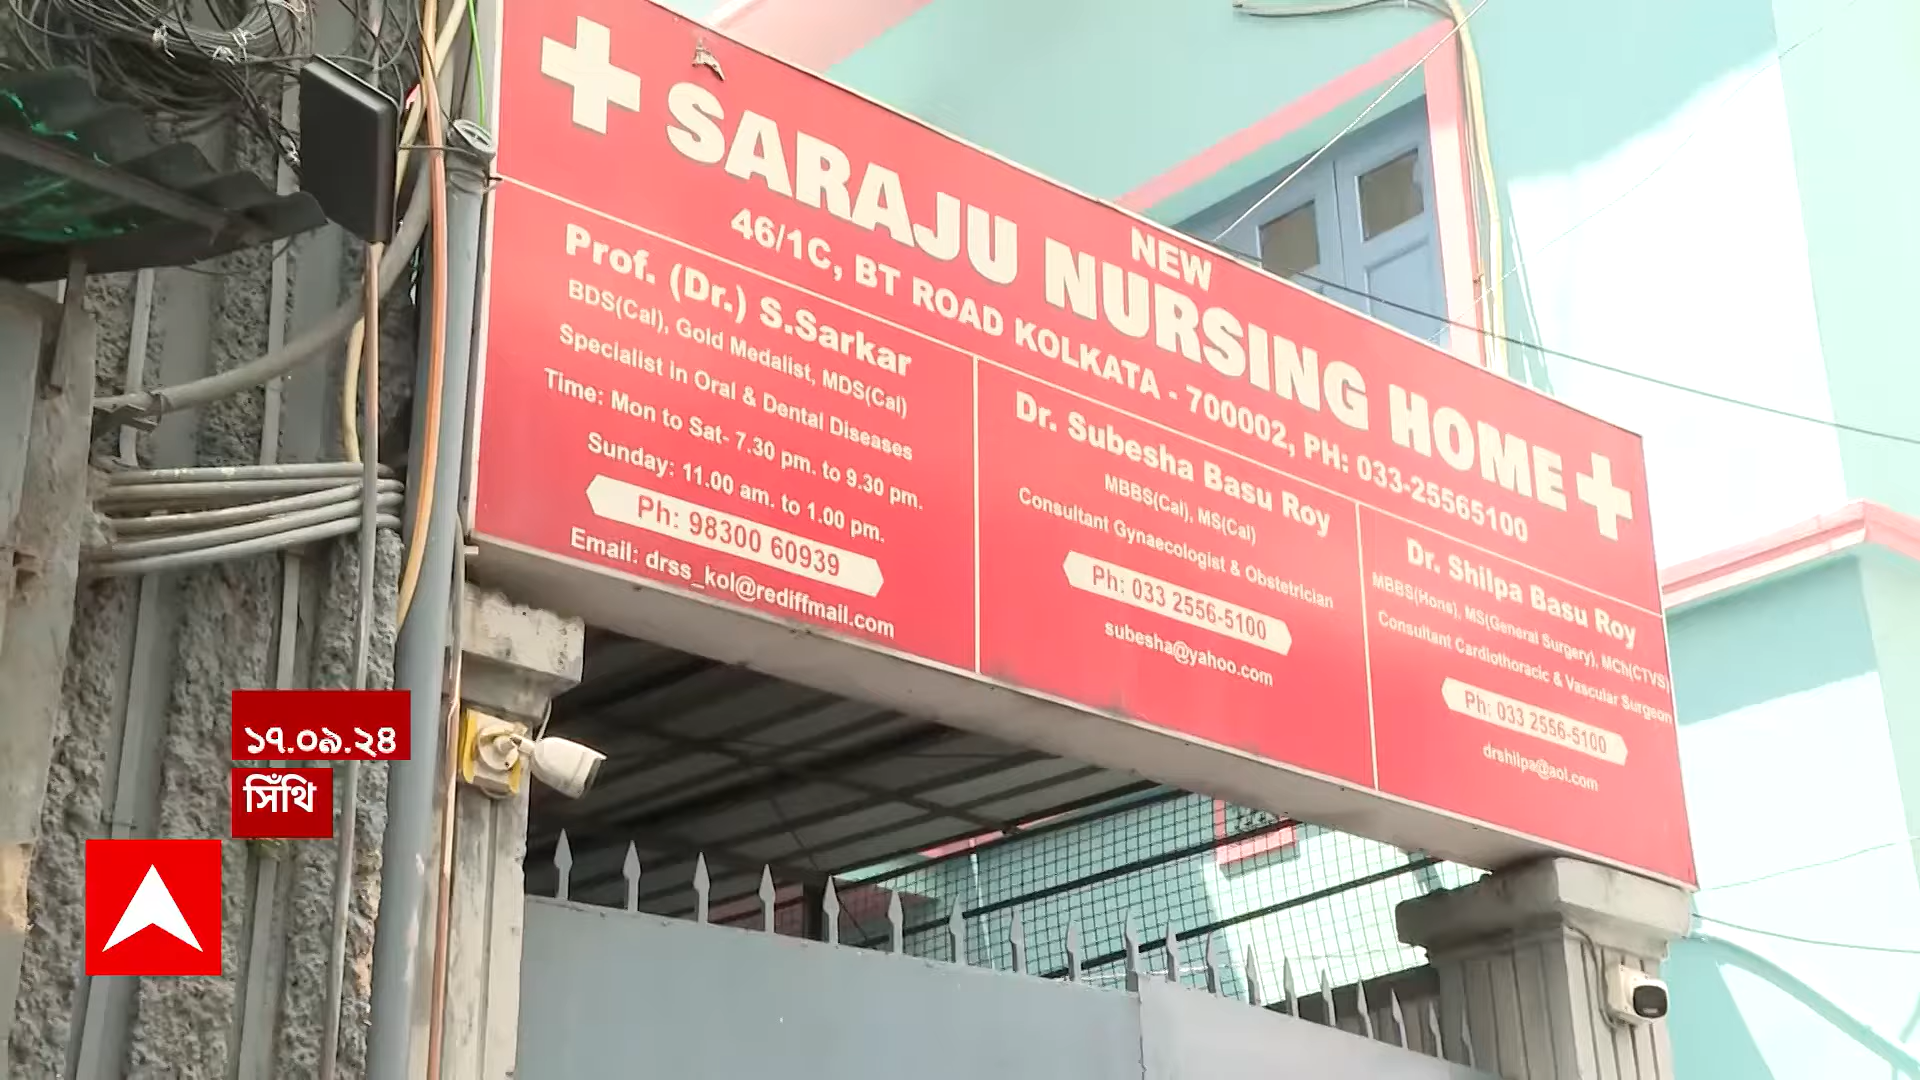 SARAJU NURSING HOME
NEW
46/1C, BT ROAD KOLKATA - 700002, PH: 033-25565100
Prof. (Dr.) S.Sarkar
BDS(Cal), Gold Medalist, MDS(Cal)
Specialist in Oral & Dental Diseases
Time: Mon to Sat- 7.30 pm. to 9.30 pm.
Sunday: 11.00 am. to 1.00 pm.
Ph: 98300 60939
Email: drss_kol@rediffmail.com
Dr. Subesha Basu Roy
MBBS(Cal), MS(Cal)
Consultant Gynaecologist & Obstetrician
Ph: 033 2556-5100
subesha@yahoo.com
Dr. Shilpa Basu Roy
MBBS(Hons), MS(General Surgery), MCh(CTVS)
Consultant Cardiothoracic & Vascular Surgeon
Ph: 033 2556-5100
drshilpa@aol.com
১৭.০৯.২৪
সিঁথি